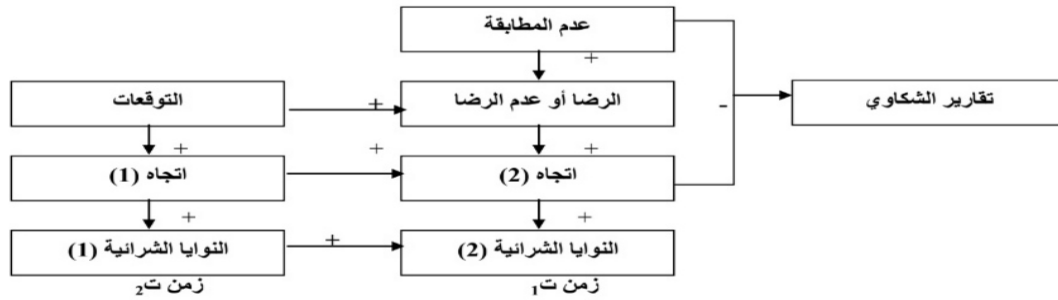 عدم المطابقة
+
الرضا أو عدم الرضا
التوقعات
+
-
تقارير الشكاوي
+
+
+
اتجاه (2)
اتجاه (1)
+
+
النوايا الشرائية (2)
+
النوايا الشرائية (1)
زمن ت₁
زمن ت₂